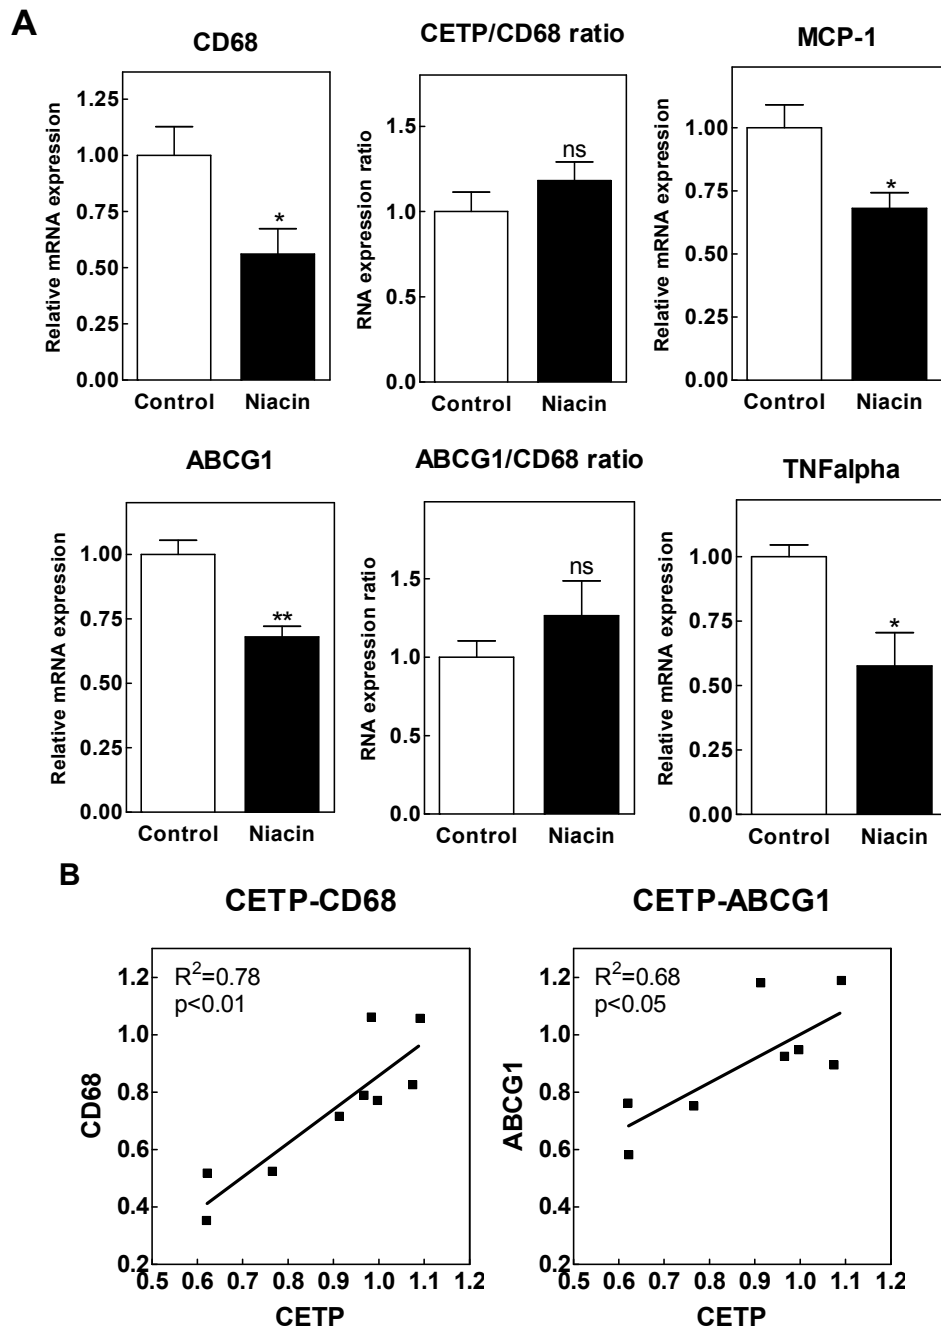 A
CD68
Relative mRNA expression
1.25
1.00
0.75
0.50
0.25
0.00
*
Control Niacin
CETP/CD68 ratio
RNA expression ratio
1.5
1.0
0.5
0.0
ns
Control Niacin
MCP-1
Relative mRNA expression
1.00
0.75
0.50
0.25
0.00
*
Control Niacin
ABCG1
Relative mRNA expression
1.00
0.75
0.50
0.25
0.00
**
Control Niacin
ABCG1/CD68 ratio
RNA expression ratio
1.5
1.0
0.5
0.0
ns
Control Niacin
TNFalpha
Relative mRNA expression
1.00
0.75
0.50
0.25
0.00
*
Control Niacin
B
CETP-CD68
R²=0.78
p<0.01
CD68
1.2
1.0
0.8
0.6
0.4
0.2
0.5 0.6 0.7 0.8 0.9 1.0 1.1 1.2
CETP
CETP-ABCG1
R²=0.68
p<0.05
ABCG1
1.2
1.0
0.8
0.6
0.4
0.2
0.5 0.6 0.7 0.8 0.9 1.0 1.1 1.2
CETP